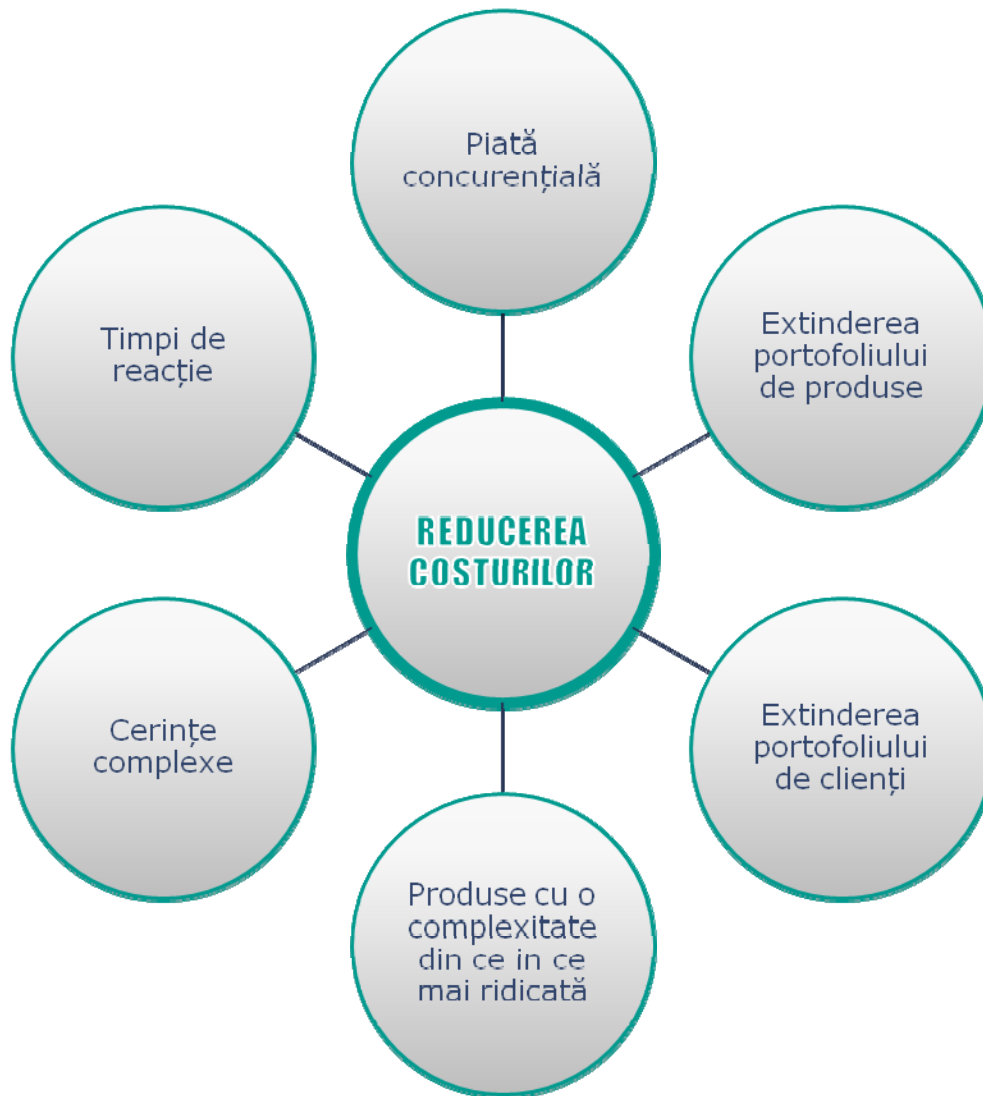 Piată
concurențială
Extinderea
portofoliului
de produse
Extinderea
portofoliului
de clienți
Produse cu o
complexitate
din ce in ce
mai ridicată
Cerințe
complexe
Timpi de
reacție
REDUCEREA
COSTURILOR